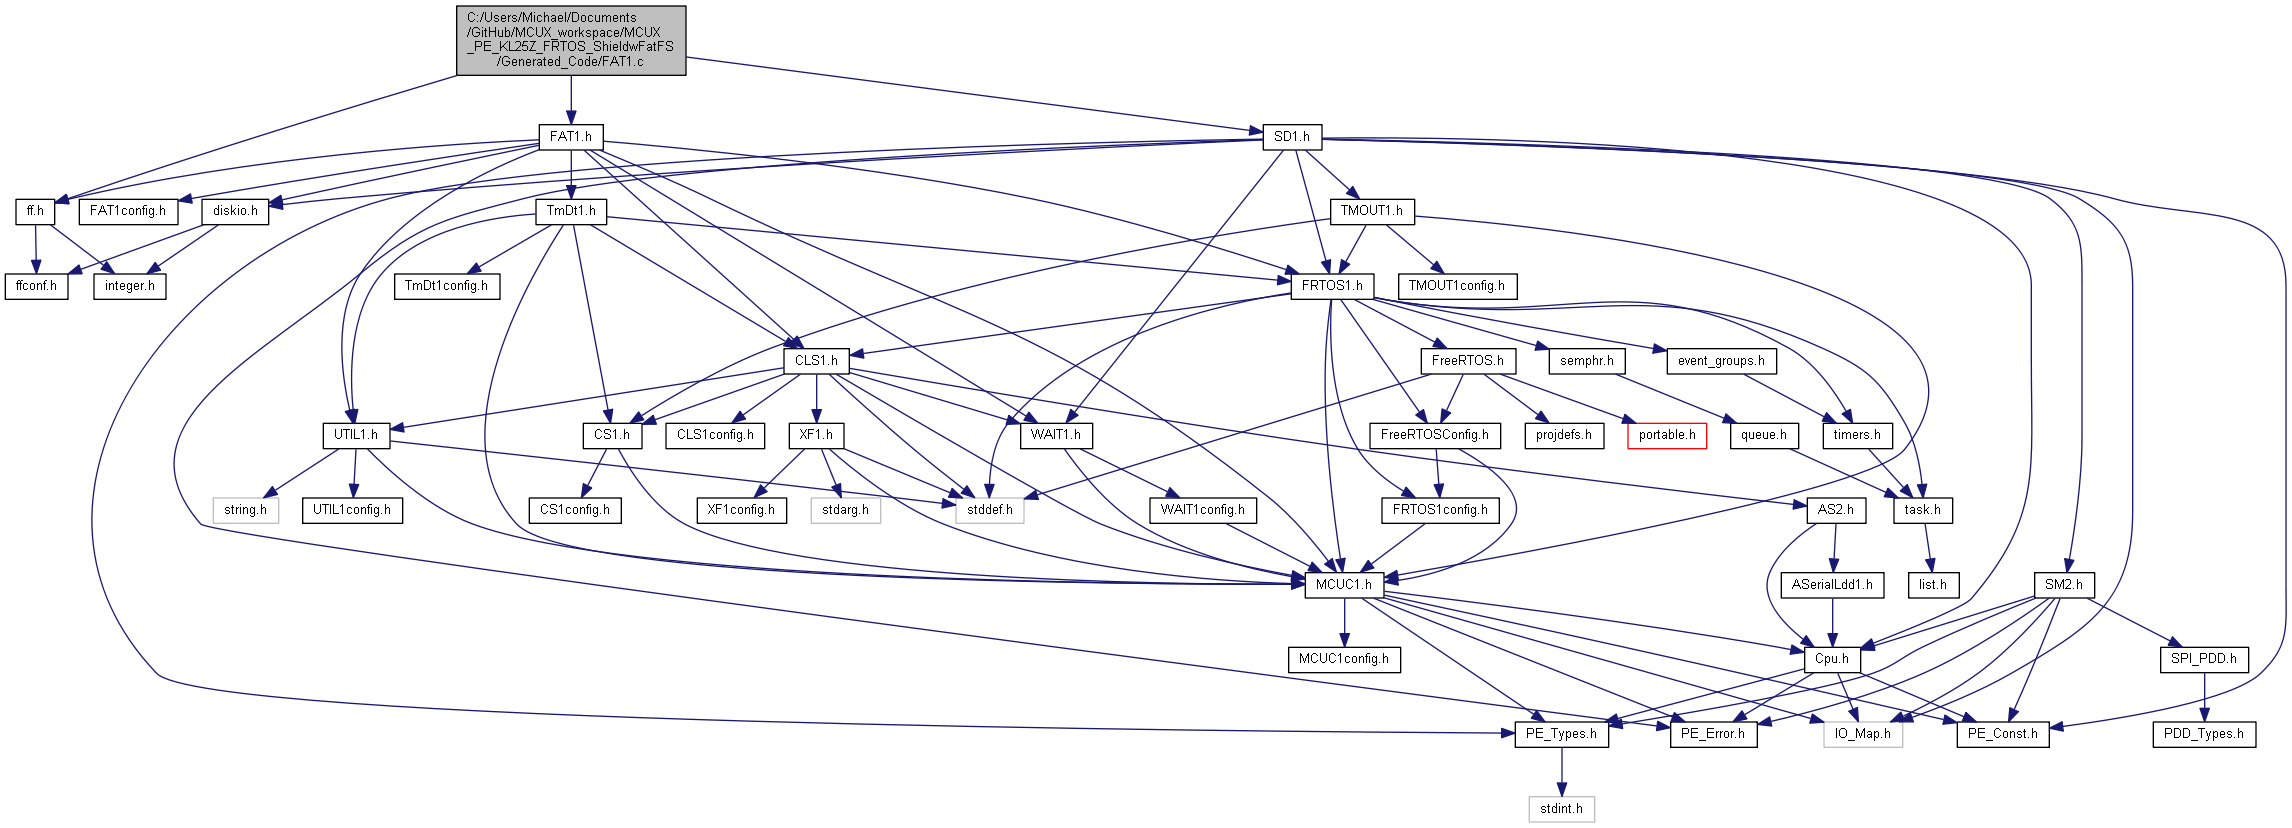 C:/Users/Michael/Documents
/GitHub/MCUX_workspace/MCUX
_PE_KL25Z_FRTOS_ShieldwFatFS
/Generated_Code/FAT1.c
FAT1.h
SD1.h
ff.h
FAT1config.h
diskio.h
TmDt1.h
TMOUT1.h
ffconf.h
integer.h
TmDt1config.h
FRTOS1.h
TMOUT1config.h
CLS1.h
FreeRTOS.h
semphr.h
event_groups.h
UTIL1.h
CS1.h
CLS1config.h
XF1.h
WAIT1.h
FreeRTOSConfig.h
projdefs.h
portable.h
queue.h
timers.h
string.h
UTIL1config.h
CS1config.h
XF1config.h
stdarg.h
stddef.h
WAIT1config.h
FRTOS1config.h
AS2.h
task.h
MCUC1.h
ASerialLdd1.h
list.h
SM2.h
MCUC1config.h
Cpu.h
SPI_PDD.h
PE_Types.h
PE_Error.h
IO_Map.h
PE_Const.h
PDD_Types.h
stdint.h